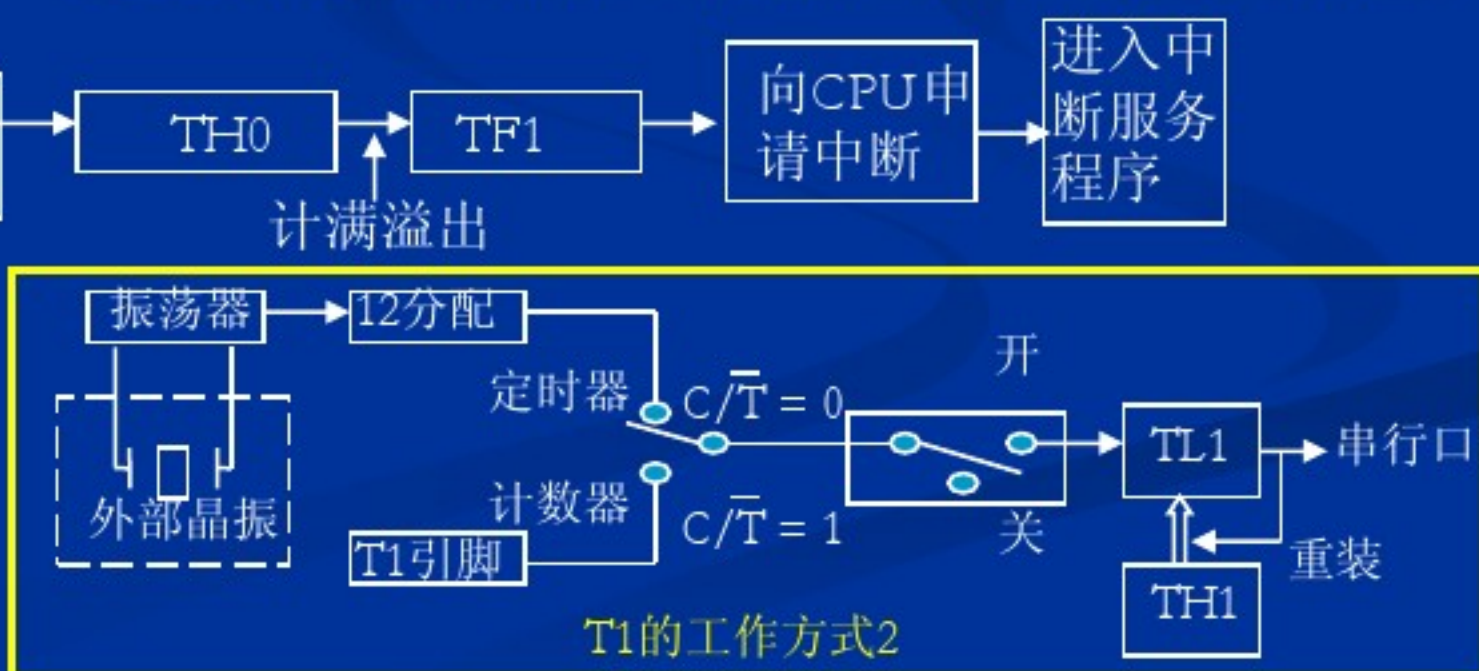 TH0
TF1
向CPU申
请中断
进入中
断服务
程序
计满溢出
振荡器
12分配
外部晶振
定时器
计数器
T1引脚
C/T̅ = 0
C/T̅ = 1
开
关
TL1
串行口
重装
TH1
T1的工作方式2